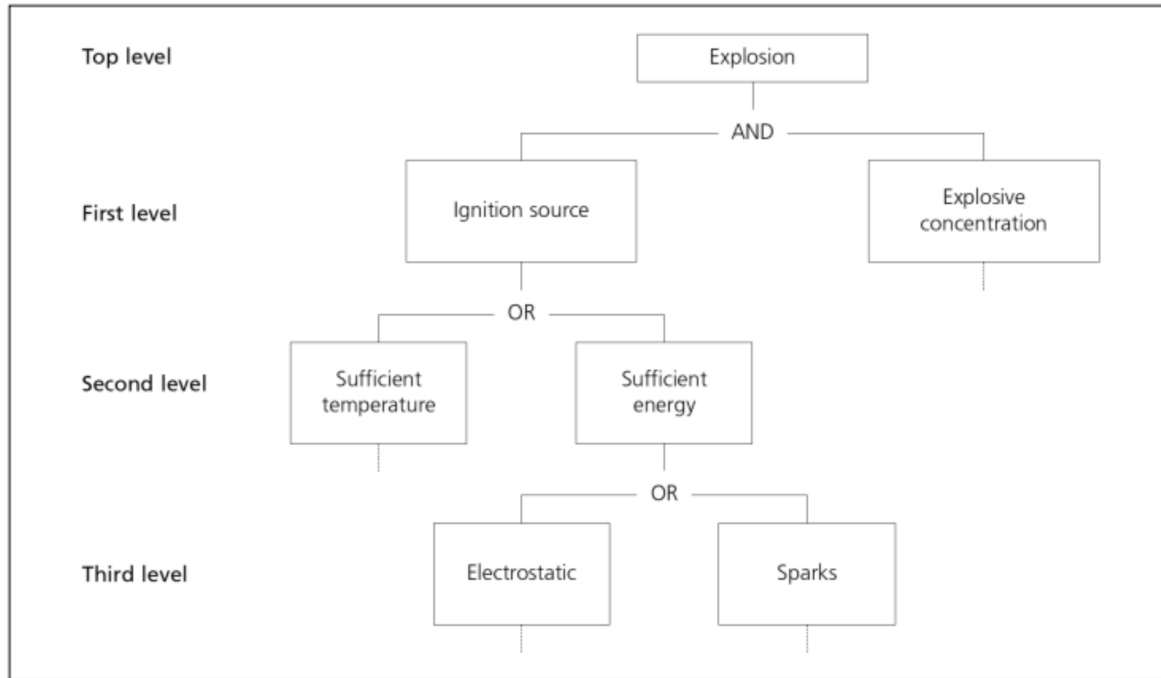 Top level
Explosion
AND
First level
Ignition source
Explosive
concentration
OR
Second level
Sufficient
temperature
Sufficient
energy
OR
Third level
Electrostatic
Sparks